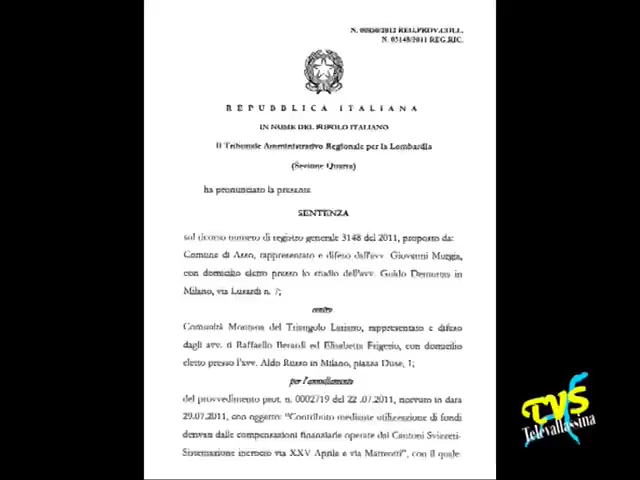 N. 00830/2012 REG.PROV.COLL.
N. 03148/2011 REG.RIC.
REPUBBLICA ITALIANA
IN NOME DEL POPOLO ITALIANO
Il Tribunale Amministrativo Regionale per la Lombardia
(Sezione Quarta)
ha pronunciato la presente
SENTENZA
sul ricorso numero di registro generale 3148 del 2011, proposto da:
Comune di Asso, rappresentato e difeso dall'avv. Giovanni Murgia,
con domicilio eletto presso lo studio dell'avv. Guido Demuro in
Milano, via Lusardi n. 7;
contro
Comunità Montana del Triangolo Lariano, rappresentato e difeso
dagli avv. ti Raffaello Ierardi ed Elisabetta Frigerio, con domicilio
eletto presso l'avv. Aldo Russo in Milano, piazza Duse, 1;
per l'annullamento
del provvedimento prot. n. 0002719 del 22 .07.2011, ricevuto in data
29.07.2011, con oggetto: "Contributo mediante utilizzazione di fondi
derivan dalle compensazioni finanziarie operate dai Cantoni Svizzeri-
Sistemazione incrocio via XXV Aprile e via Matteotti", con il quale
TVS
Televallassina